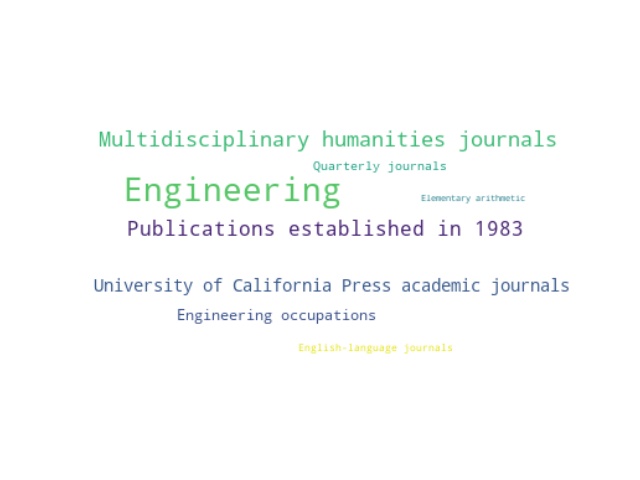 Multidisciplinary humanities journals
Quarterly journals
Engineering
Elementary arithmetic
Publications established in 1983
University of California Press academic journals
Engineering occupations
English-language journals